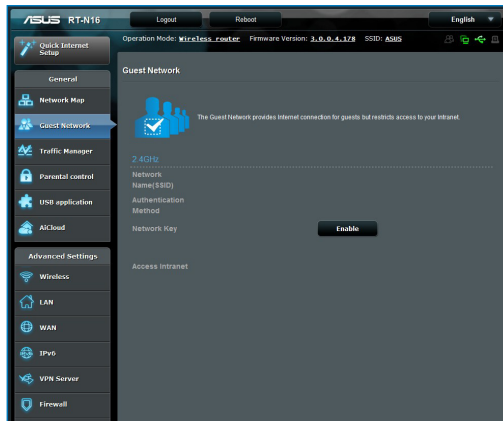 ASUS RT-N16
Logout
Reboot
English
Operation Mode: Wireless router Firmware Version: 3.0.0.4.178 SSID: ASUS
Quick Internet
Setup
General
Network Map
Guest Network
Traffic Manager
Parental control
USB application
AiCloud
Advanced Settings
Wireless
LAN
WAN
IPv6
VPN Server
Firewall
Guest Network
The Guest Network provides Internet connection for guests but restricts access to your Intranet.
2.4GHz
Network
Name(SSID)
Authentication
Method
Network Key
Enable
Access Intranet